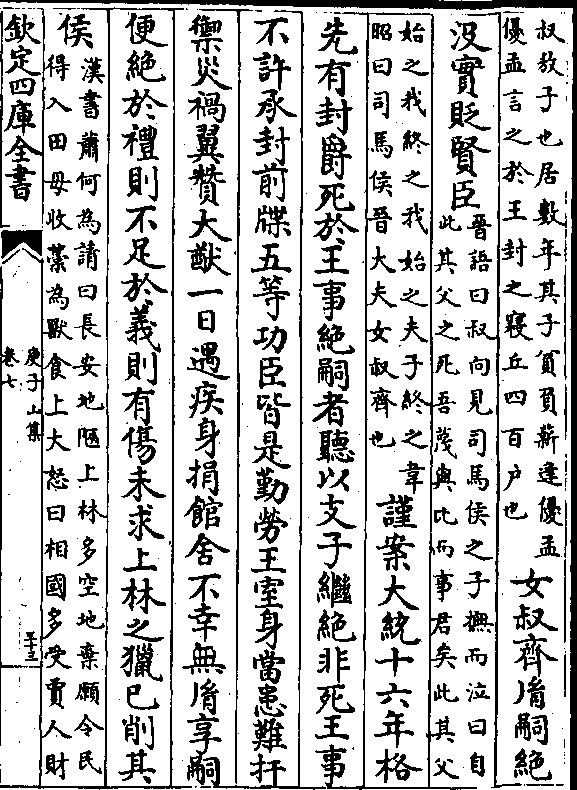 叔敖子也居數年其子貧負薪逢優孟
優孟言之於王封之寢丘四百户也
女叔齊胤嗣絶
没實貶賢臣
晉語曰叔向見司馬侯之子撫而泣曰自
此其父之死吾蔑與比而事君矣此其父
始之我終之我始之夫子終之韋
昭曰司馬侯晉大夫女叔齊也
謹案大統十六年格
先有封爵死於王事絶嗣者聽以支子繼絶非死王事
不許承封前牒五等功臣皆是勤勞王室身當患難扞
禦災禍翼贊大猷一日遇疾身捐館舍不幸無胤享嗣
便絶於禮則不足於義則有傷未求上林之獵已削其
侯
漢書蕭何為請曰長安地陿上林多空地棄願令民
得入田毋收藁為獸食上大怒曰相國多受賈人財
欽定四庫全書
庾子山集
卷七
五十三